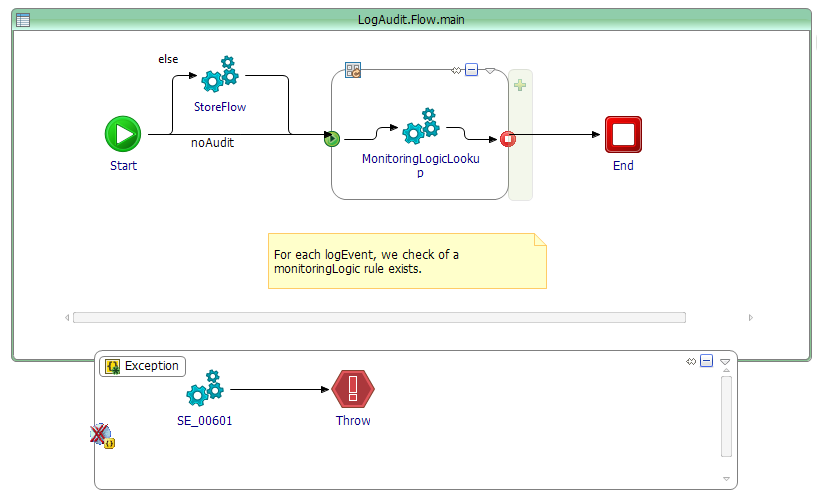 LogAudit.Flow.main
else
StoreFlow
noAudit
Start
MonitoringLogicLooku
p
End
For each logEvent, we check of a
monitoringLogic rule exists.
Exception
SE_00601
Throw